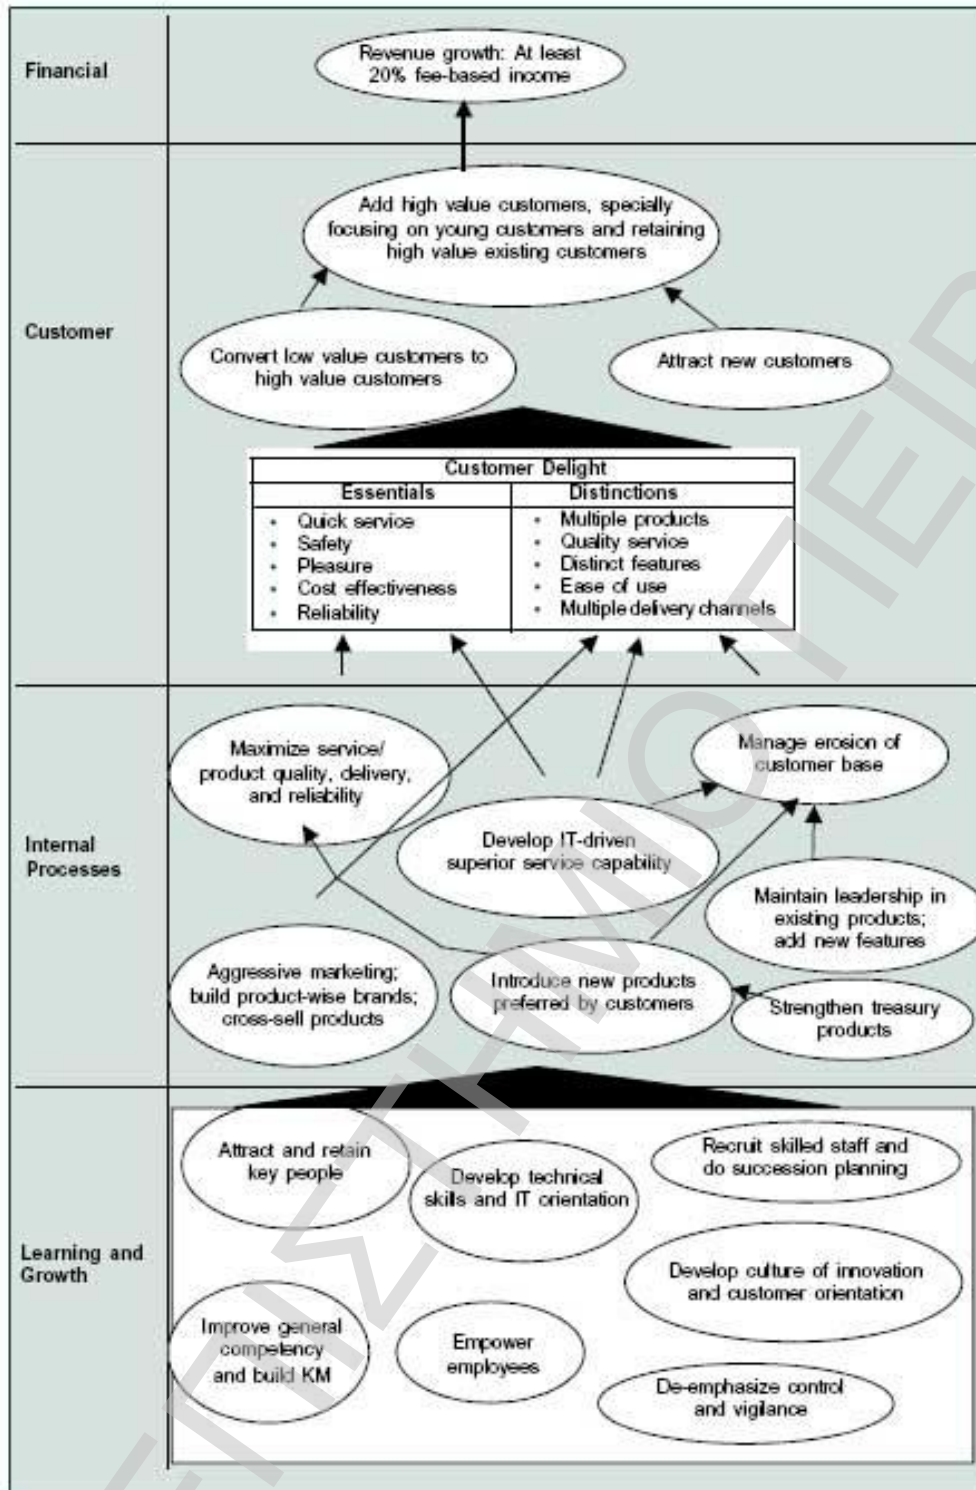 Financial
Revenue growth: At least
20% fee-based income
Customer
Add high value customers, specially
focusing on young customers and retaining
high value existing customers
Convert low value customers to
high value customers
Attract new customers
Customer Delight
Essentials
• Quick service
• Safety
• Pleasure
• Cost effectiveness
• Reliability
Distinctions
• Multiple products
• Quality service
• Distinct features
• Ease of use
• Multiple delivery channels
Internal
Processes
Maximize service/
product quality, delivery,
and reliability
Manage erosion of
customer base
Develop IT-driven
superior service capability
Maintain leadership in
existing products;
add new features
Aggressive marketing;
build product-wise brands;
cross-sell products
Introduce new products
preferred by customers
Strengthen treasury
products
Learning and
Growth
Attract and retain
key people
Develop technical
skills and IT orientation
Recruit skilled staff and
do succession planning
Develop culture of innovation
and customer orientation
Improve general
competency
and build KM
Empower
employees
De-emphasize control
and vigilance